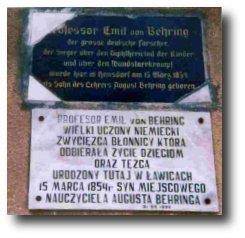 Professor Emil von Behring
der grosse deutsche Forscher,
der Sieger über den Diphtherietod der Kinder
und über den Wundstarrkrampf
wurde hier in Hansdorf am 15 März 1854
als Sohn des Lehrers August Behring geboren.
PROFESOR EMIL VON BEHRING
WIELKI UCZONY NIEMIECKI
ZWYCIĘZCA BŁONNICY KTÓRA
ODBIERAŁA ŻYCIE DZIECIOM
ORAZ TĘŻCA
URODZONY TUTAJ W ŁAWICACH
15 MARCA 1854r SYN MIEJSCOWEGO
NAUCZYCIELA AUGUSTA BEHRINGA